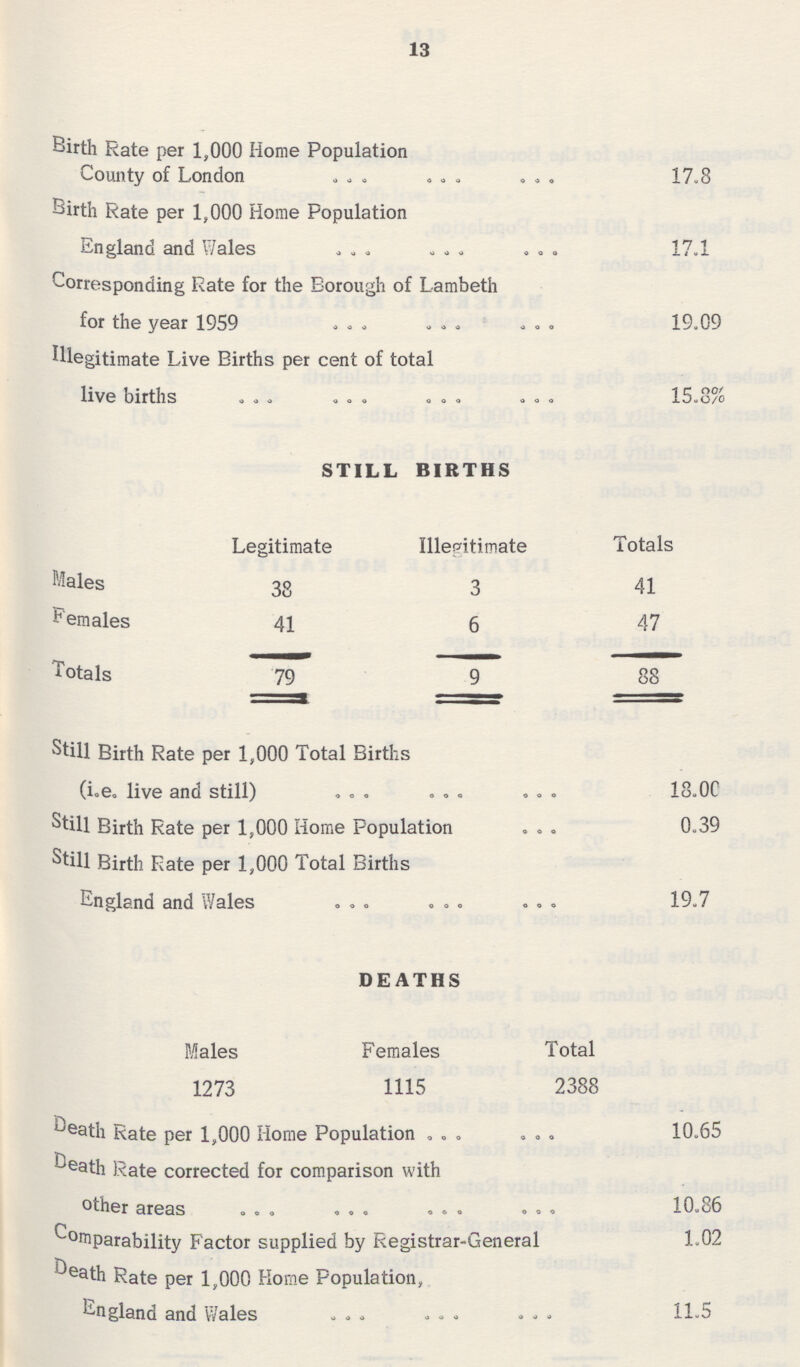 13
Birth Rate per 1,000 Home Population
County of London ... ... ... 17.8
Birth Rate per 1,000 Home Population
England and Wales ... ... ... 17.1
Corresponding Rate for the Borough of Lambeth
for the year 1959 ... ... ... 19.09
Illegitimate Live Births per cent of total
live births ... ... ... ... 15.8%
STILL BIRTHS
Legitimate Illegitimate Totals
Males 38 3 41
Females 41 6 47
Totals 79 9 88
Still Birth Rate per 1,000 Total Births
(i.e. live and still) ... ... ... 18.00
Still Birth Rate per 1,000 Home Population ... 0.39
Still Birth Rate per 1,000 Total Births
England and Wales ... ... ... 19.7
DEATHS
Males Females Total
1273 1115 2388
Death Rate per 1,000 Home Population ... ... 10.65
Death Rate corrected for comparison with
other areas ... ... ... ... 10.86
Comparability Factor supplied by Registrar-General 1.02
Death Rate per 1,000 Home Population,
England and Wales ... ... ... 11.5